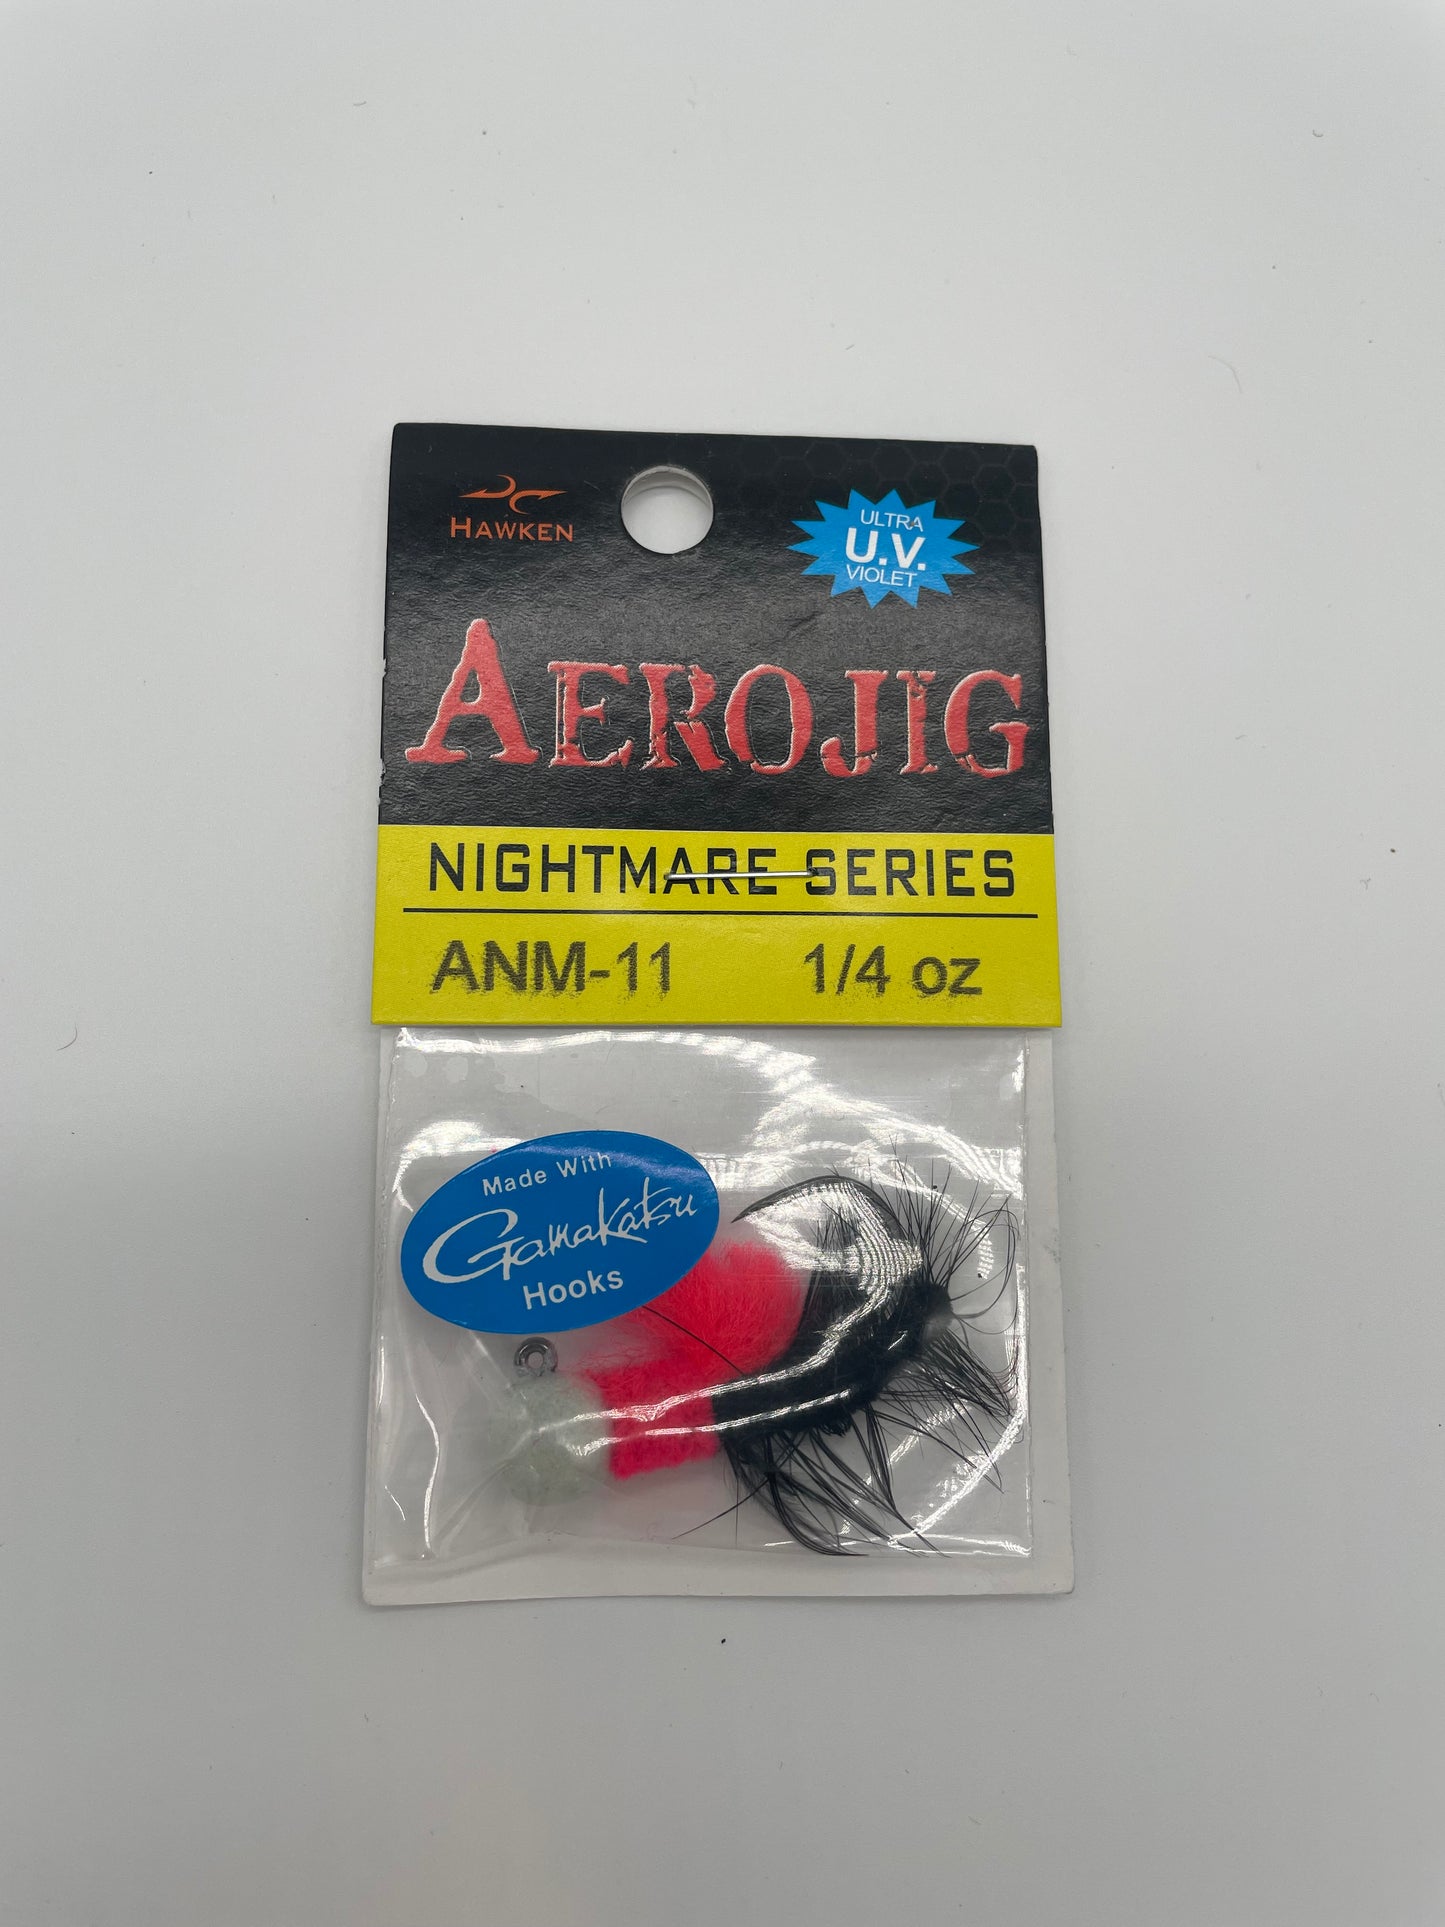 HAWKEN
ULTRA
U.V.
VIOLET
AEROJIG
NIGHTMARE SERIES
ANM-11 1/4 oz
Made With
Gamakatsu
Hooks